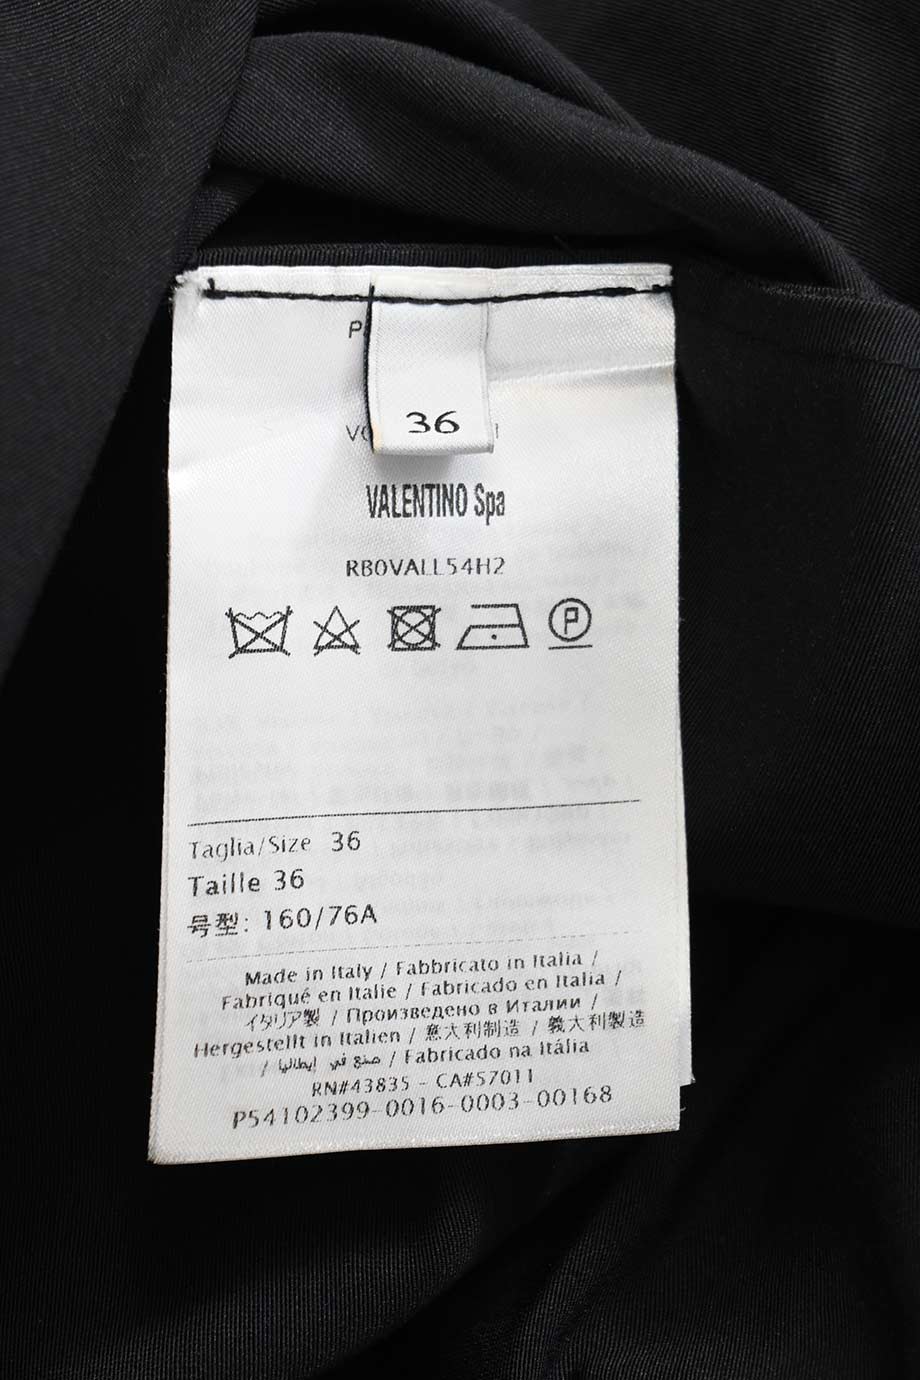 36
VALENTINO Spa
RB0VALL54H2
P
Taglia/Size 36
Taille 36
号型: 160/76A
Made in Italy / Fabbricato in Italia /
Fabriqué en Italie / Fabricado en Italia /
イタリア製 / Произведено в Италии /
Hergestellt in Italien / 意大利制造 / 義大利製造
/ صنع في إيطاليا / Fabricado na Itália
RN#43835 - CA#57011
P54102399-0016-0003-00168